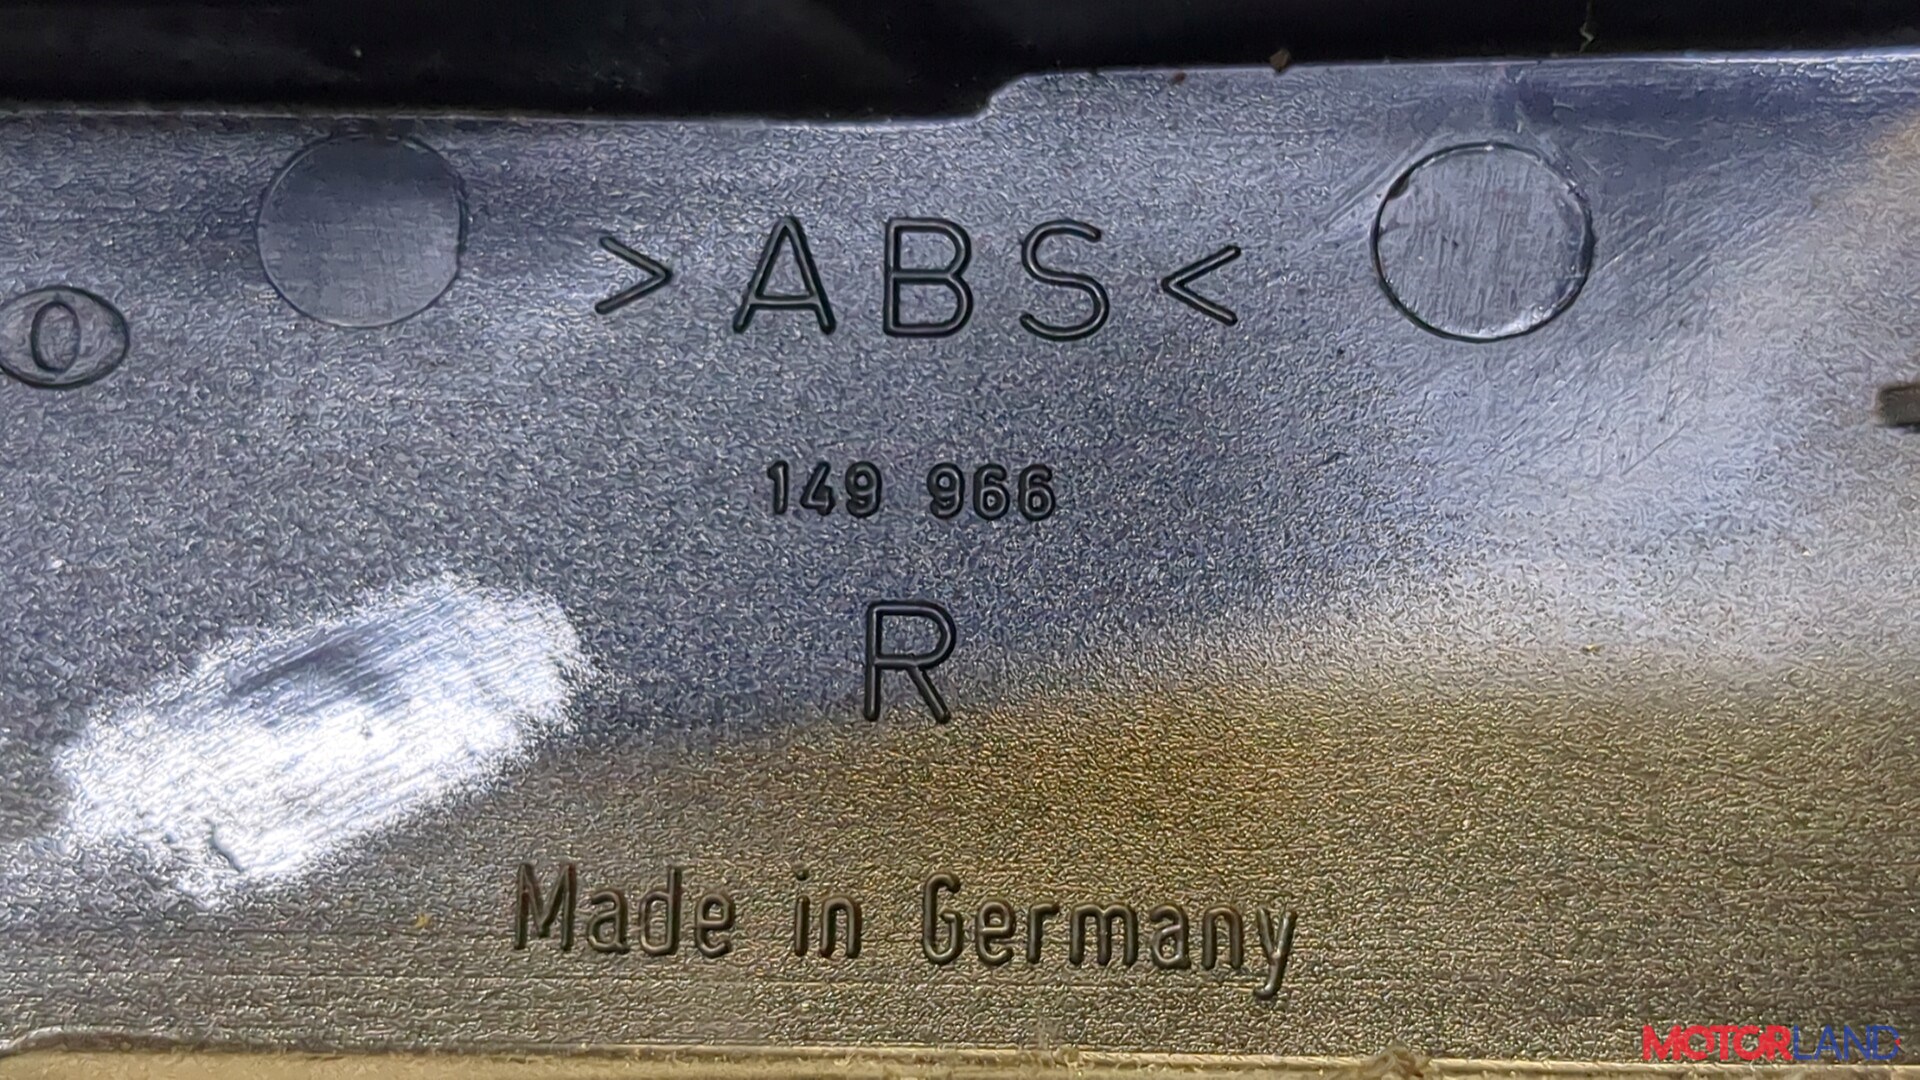 >ABS<
O
149 966
R
Made in Germany
MOTORLAND